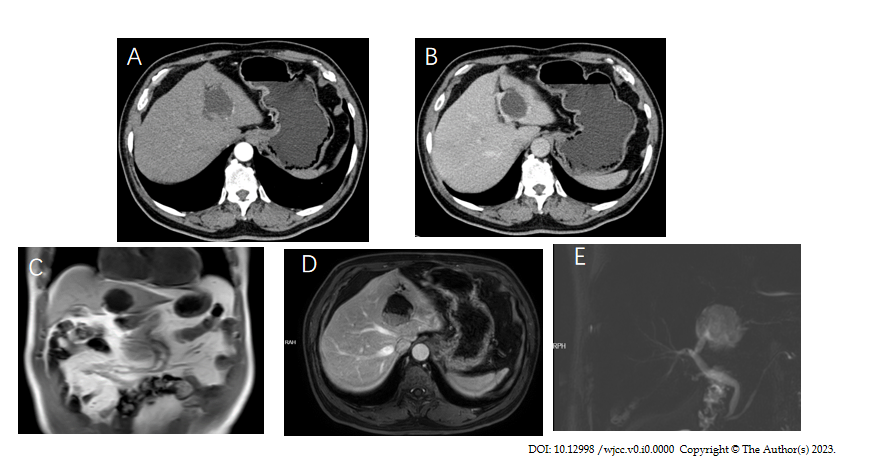 A
B
C
D
E
RAH
RPH
DOI: 10.12998 /wjcc.v0.i0.0000 Copyright © The Author(s) 2023.